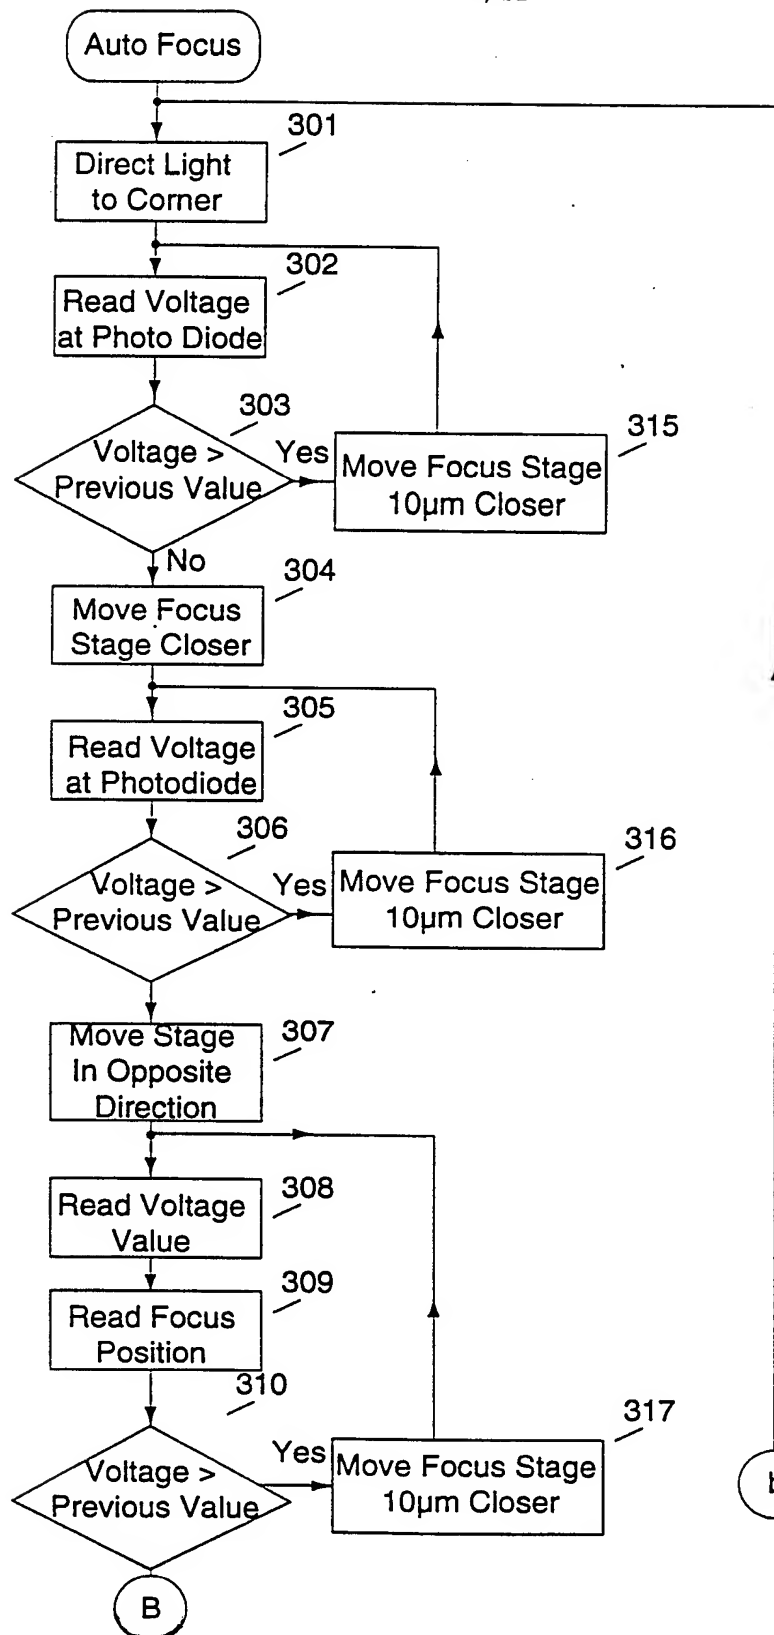 Auto Focus
301
Direct Light
to Corner
302
Read Voltage
at Photo Diode
303
Voltage >
Previous Value
Yes
315
Move Focus Stage
10µm Closer
No
304
Move Focus
Stage Closer
305
Read Voltage
at Photodiode
306
Voltage >
Previous Value
Yes
316
Move Focus Stage
10µm Closer
307
Move Stage
In Opposite
Direction
308
Read Voltage
Value
309
Read Focus
Position
310
Voltage >
Previous Value
Yes
317
Move Focus Stage
10µm Closer
B